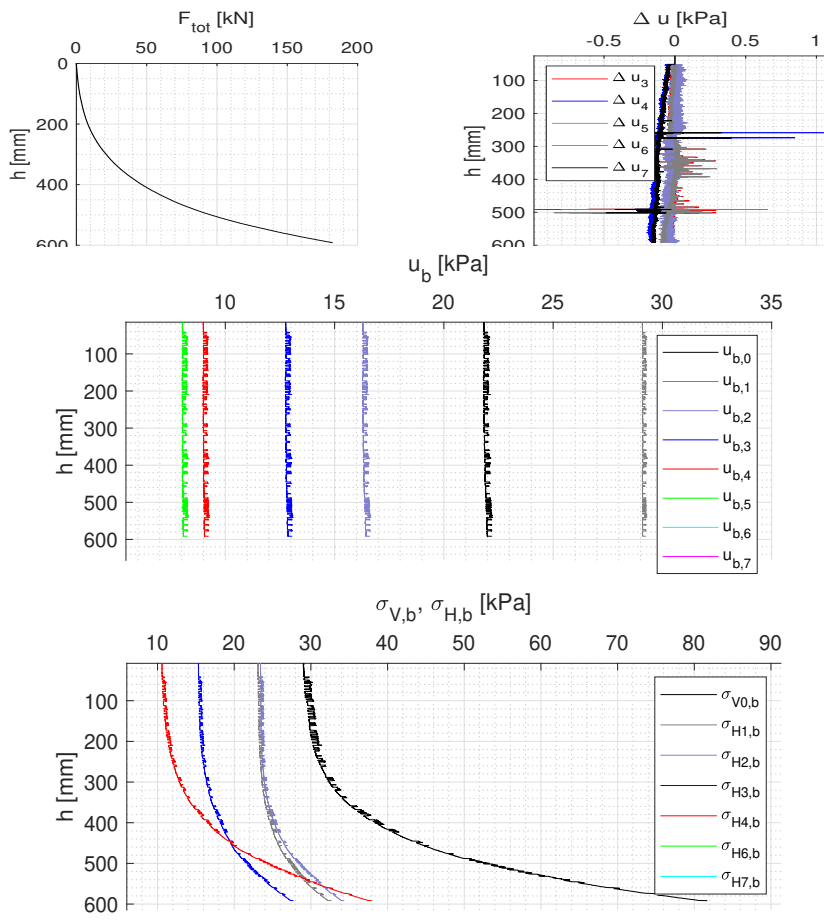 F_tot [kN]
0 50 100 150 200
0
200
400
600
h [mm]
Δ u [kPa]
-0.5 0 0.5 1
100
200
300
400
500
600
h [mm]
Δ u_3
Δ u_4
Δ u_5
Δ u_6
Δ u_7
u_b [kPa]
10 15 20 25 30 35
100
200
300
400
500
600
h [mm]
u_b,0
u_b,1
u_b,2
u_b,3
u_b,4
u_b,5
u_b,6
u_b,7
σ_V,b, σ_H,b [kPa]
10 20 30 40 50 60 70 80 90
100
200
300
400
500
600
h [mm]
σ_V0,b
σ_H1,b
σ_H2,b
σ_H3,b
σ_H4,b
σ_H6,b
σ_H7,b